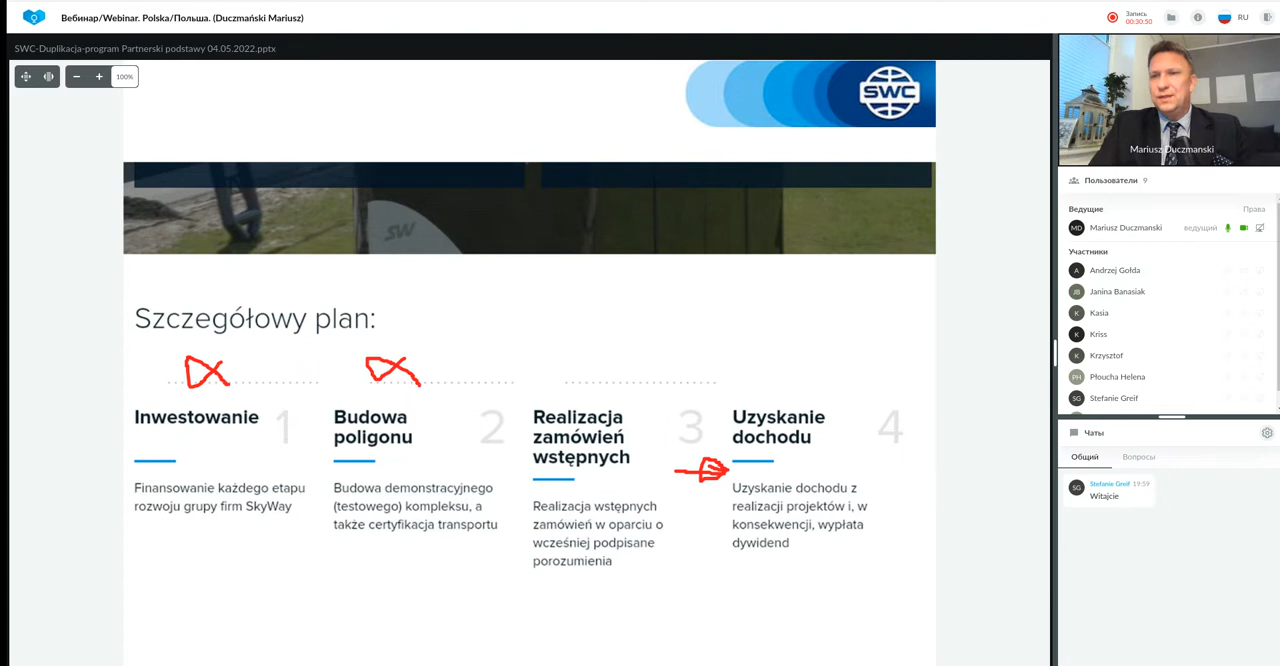 Вебинар/Webinar. Polska/Польша. (Duczmański Mariusz)
Запись
00:30:50
RU
SWC-Duplikacja-program Partnerski podstawy 04.05.2022.pptx
100%
SWC
SW
Szczegółowy plan:
Inwestowanie
1
Finansowanie każdego etapu
rozwoju grupy firm SkyWay
Budowa
poligonu
2
Budowa demonstracyjnego
(testowego) kompleksu, a
także certyfikacja transportu
Realizacja
zamówień
wstępnych
3
Realizacja wstępnych
zamówień w oparciu o
wcześniej podpisane
porozumienia
Uzyskanie
dochodu
4
Uzyskanie dochodu z
realizacji projektów i, w
konsekwencji, wypłata
dywidend
Mariusz Duczmanski
Пользователи 9
Ведущие Права
MD Mariusz Duczmanski ведущий
Участники
A Andrzej Gołda
JB Janina Banasiak
K Kasia
K Kriss
K Krzysztof
PH Płoucha Helena
SG Stefanie Greif
Чаты
Общий Вопросы
SG Stefanie Greif 19:59
Witajcie